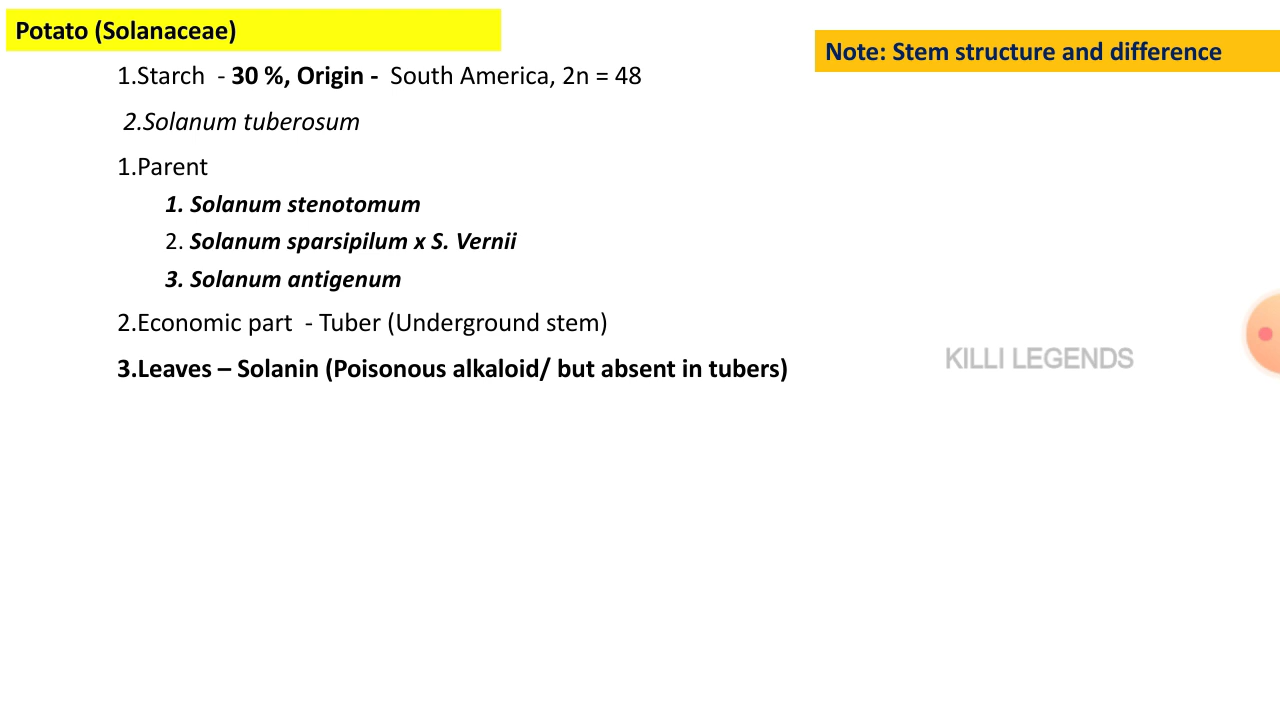 Potato (Solanaceae)
Note: Stem structure and difference
1.Starch - 30 %, Origin - South America, 2n = 48
2.Solanum tuberosum
1.Parent
1. Solanum stenotomum
2. Solanum sparsipilum x S. Vernii
3. Solanum antigenum
2.Economic part - Tuber (Underground stem)
3.Leaves – Solanin (Poisonous alkaloid/ but absent in tubers)
KILLI LEGENDS